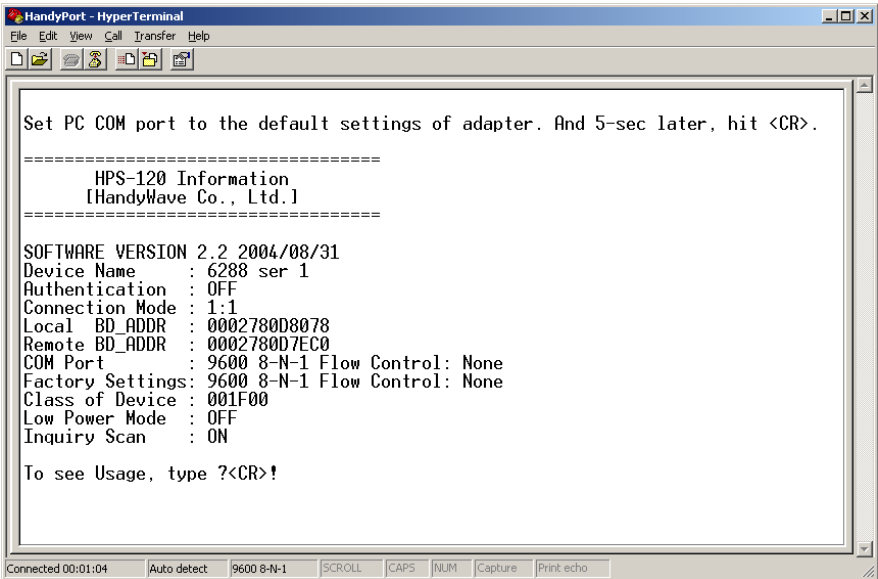 HandyPort - HyperTerminal
File Edit View Call Transfer Help
Set PC COM port to the default settings of adapter. And 5-sec later, hit <CR>.
===================================
HPS-120 Information
[HandyWave Co., Ltd.]
===================================
SOFTWARE VERSION 2.2 2004/08/31
Device Name : 6288 ser 1
Authentication : OFF
Connection Mode : 1:1
Local BD_ADDR : 0002780D8078
Remote BD_ADDR : 0002780D7EC0
COM Port : 9600 8-N-1 Flow Control: None
Factory Settings: 9600 8-N-1 Flow Control: None
Class of Device : 001F00
Low Power Mode : OFF
Inquiry Scan : ON
To see Usage, type ?<CR>!
Connected 00:01:04 Auto detect 9600 8-N-1 SCROLL CAPS NUM Capture Print echo